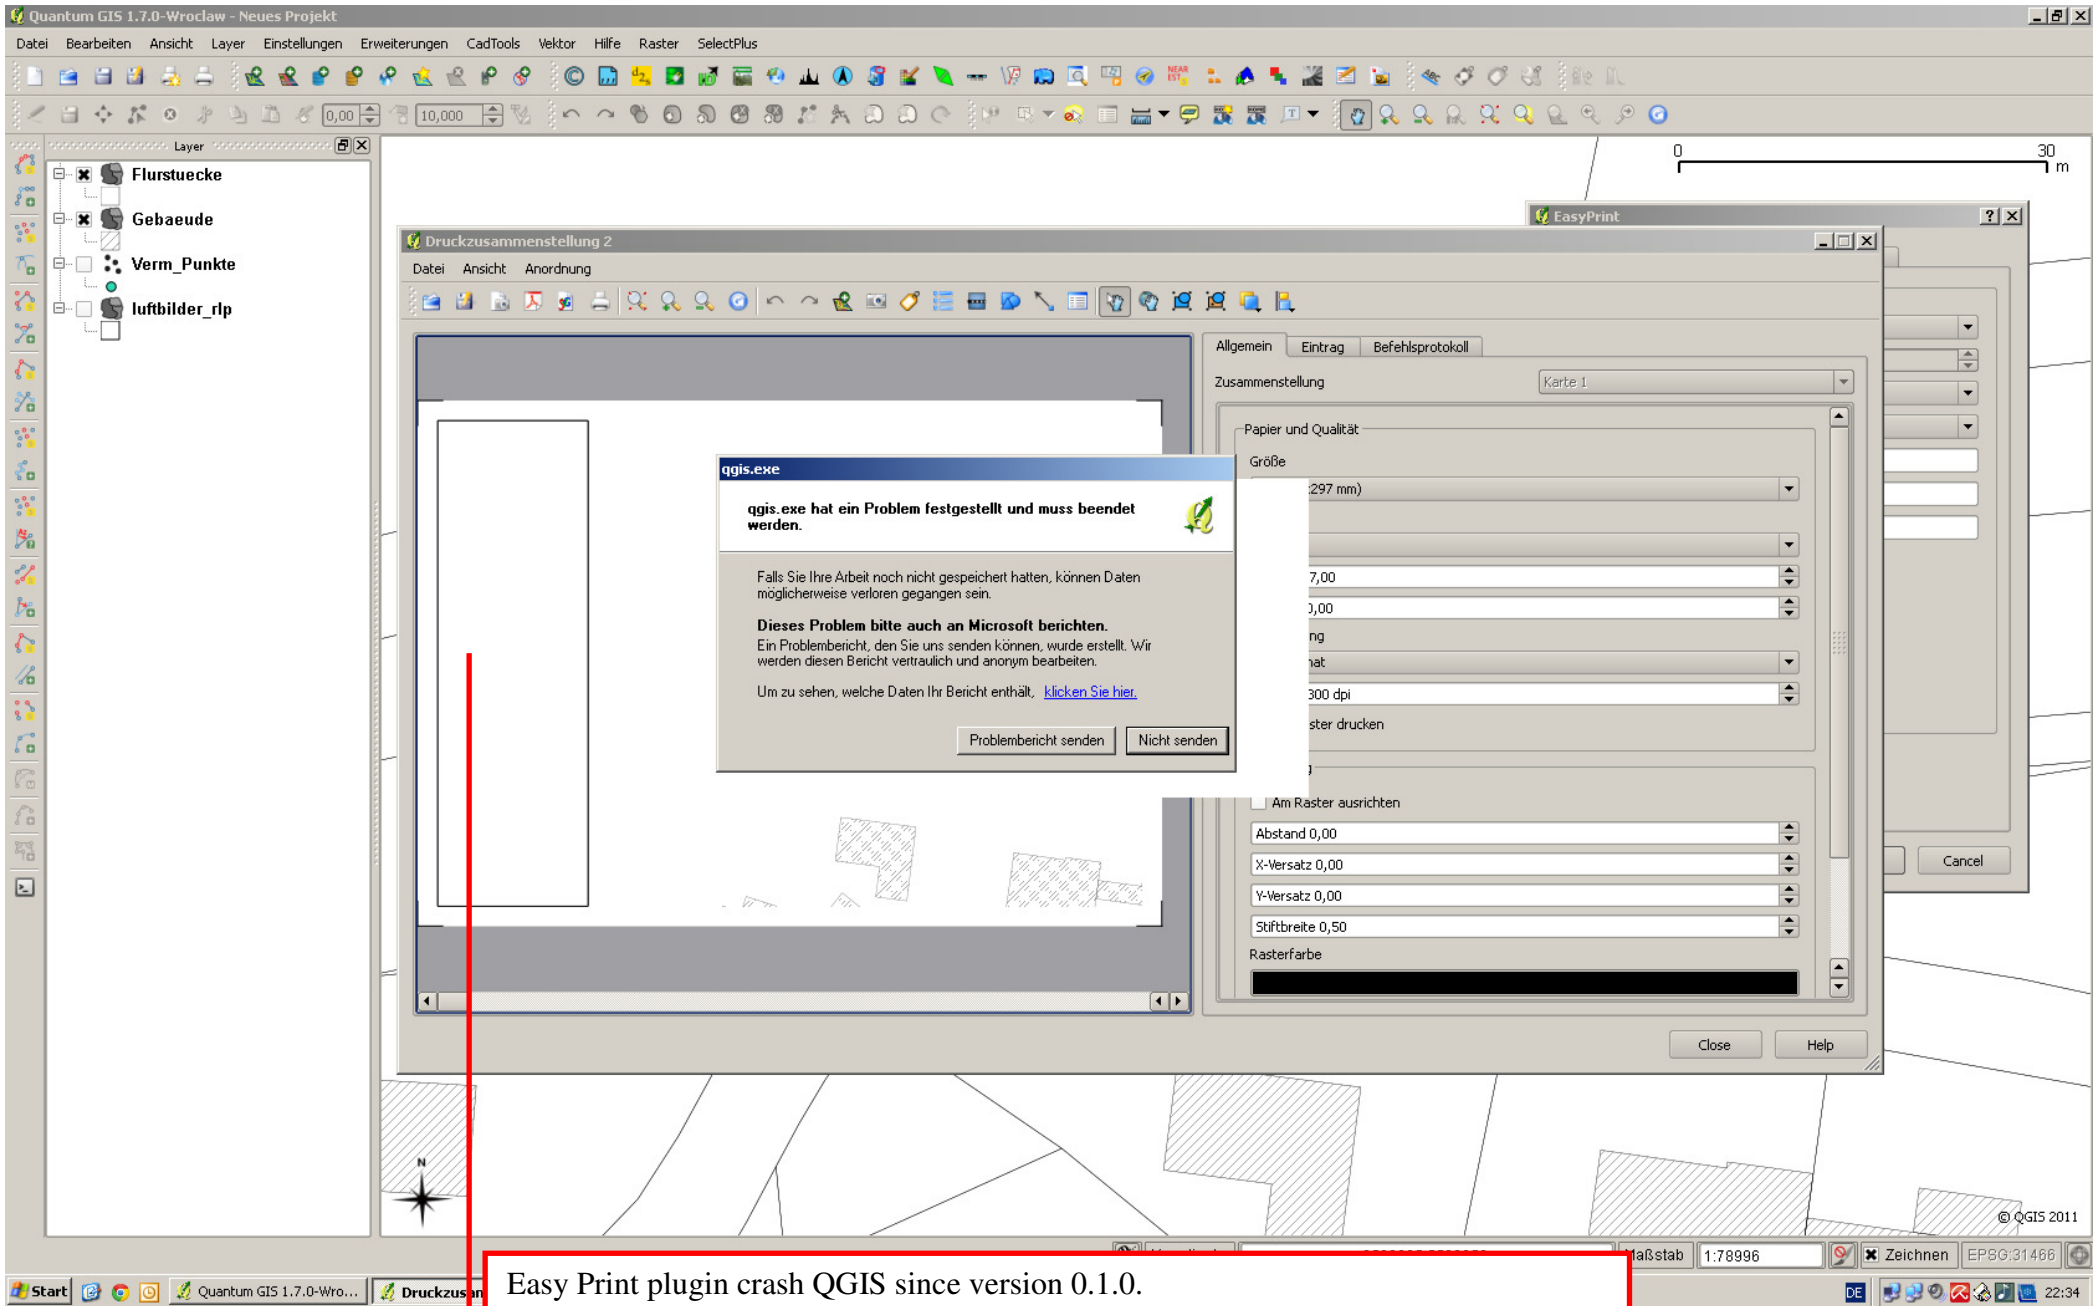 Quantum GIS 1.7.0-Wroclaw - Neues Projekt
Datei Bearbeiten Ansicht Layer Einstellungen Erweiterungen CadTools Vektor Hilfe Raster SelectPlus
0,00 10,000
Layer
Flurstuecke
Gebaeude
Verm_Punkte
luftbilder_rlp
0 30
m
EasyPrint
Druckzusammenstellung 2
Datei Ansicht Anordnung
Allgemein Eintrag Befehlsprotokoll
Zusammenstellung Karte 1
Papier und Qualität
Größe
297 mm)
7,00
0,00
ng
300 dpi
ster drucken
Am Raster ausrichten
Abstand 0,00
X-Versatz 0,00
Y-Versatz 0,00
Stiftbreite 0,50
Rasterfarbe
Close Help
Cancel
qgis.exe
qgis.exe hat ein Problem festgestellt und muss beendet
werden.
Falls Sie Ihre Arbeit noch nicht gespeichert hatten, können Daten
möglicherweise verloren gegangen sein.
Dieses Problem bitte auch an Microsoft berichten.
Ein Problembericht, den Sie uns senden können, wurde erstellt. Wir
werden diesen Bericht vertraulich und anonym bearbeiten.
Um zu sehen, welche Daten Ihr Bericht enthält, klicken Sie hier.
Problembericht senden Nicht senden
N
© QGIS 2011
Maßstab 1:78996 Zeichnen EPSG:31466
Easy Print plugin crash QGIS since version 0.1.0.
Start Quantum GIS 1.7.0-Wro... Druckzusan DE 22:34